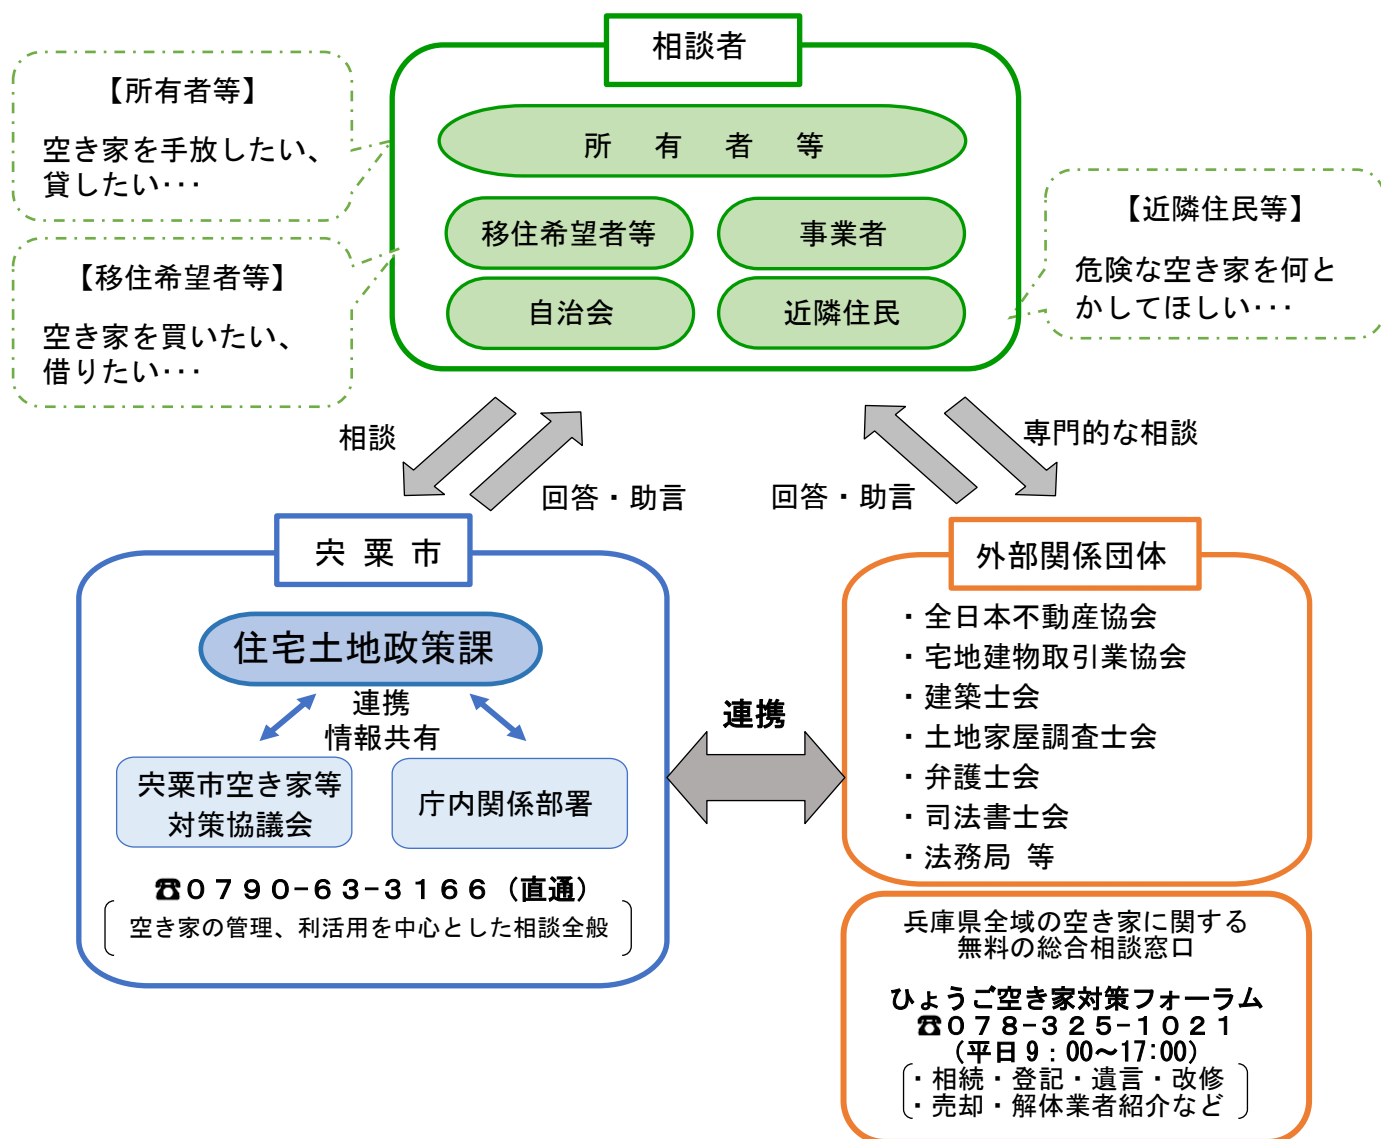 相談者
【所有者等】
空き家を手放したい、
貸したい･･･
所有者等
移住希望者等
事業者
自治会
近隣住民
【移住希望者等】
空き家を買いたい、
借りたい･･･
【近隣住民等】
危険な空き家を何と
かしてほしい･･･
相談
回答・助言
回答・助言
専門的な相談
宍粟市
住宅土地政策課
連携
情報共有
宍粟市空き家等
対策協議会
庁内関係部署
☎０７９０-６３-３１６６（直通）
空き家の管理、利活用を中心とした相談全般
連携
外部関係団体
・全日本不動産協会
・宅地建物取引業協会
・建築士会
・土地家屋調査士会
・弁護士会
・司法書士会
・法務局 等
兵庫県全域の空き家に関する
無料の総合相談窓口
ひょうご空き家対策フォーラム
☎０７８-３２５-１０２１
(平日9：00～17:00)
・相続・登記・遺言・改修
・売却・解体業者紹介など